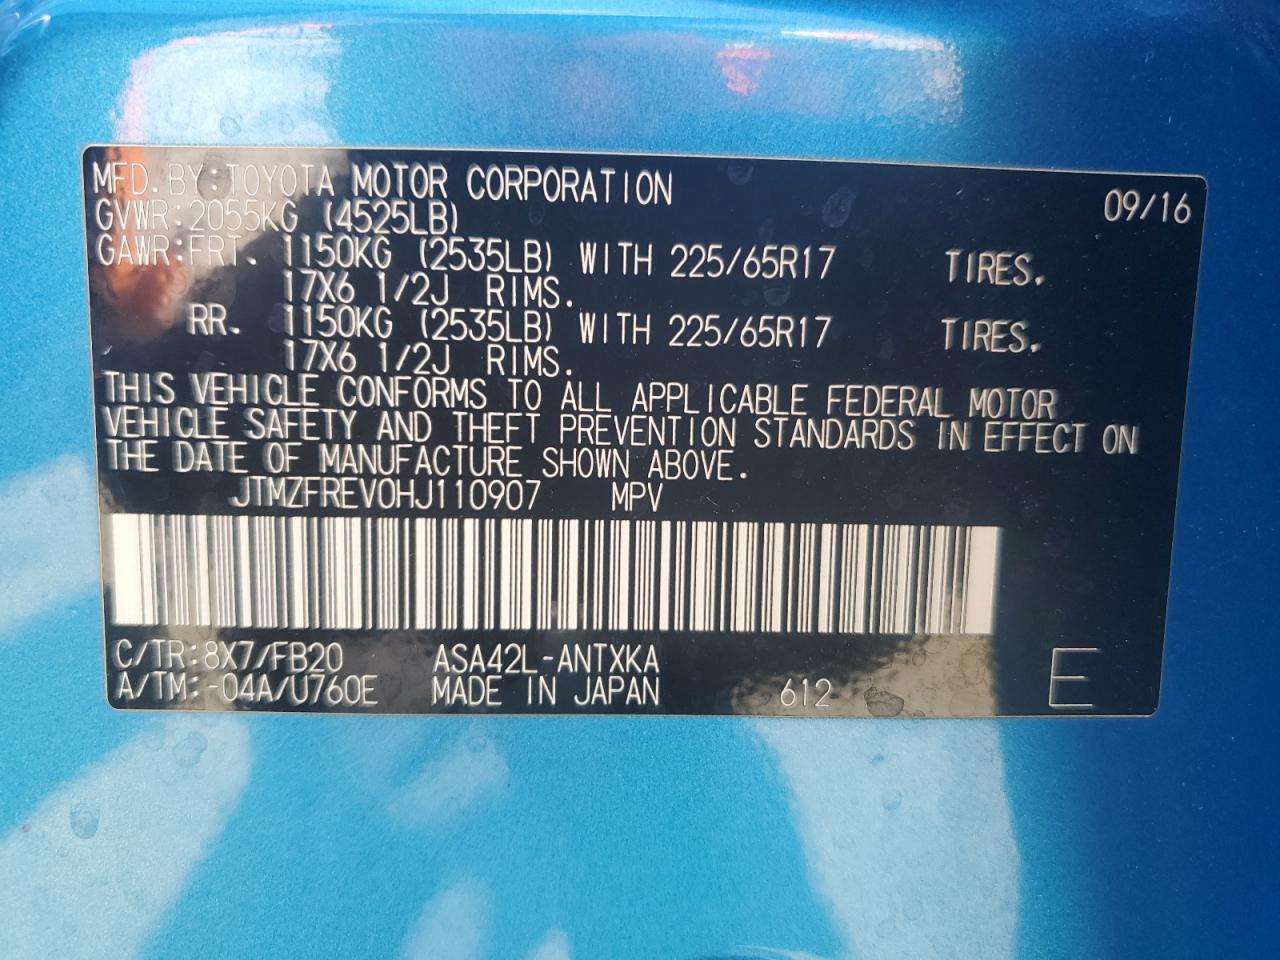 MFD.BY:TOYOTA MOTOR CORPORATION 09/16
GVWR:2055KG (4525LB)
GAWR:FRT. 1150KG (2535LB) WITH 225/65R17 TIRES.
17X6 1/2J RIMS.
RR. 1150KG (2535LB) WITH 225/65R17 TIRES.
17X6 1/2J RIMS.
THIS VEHICLE CONFORMS TO ALL APPLICABLE FEDERAL MOTOR
VEHICLE SAFETY AND THEFT PREVENTION STANDARDS IN EFFECT ON
THE DATE OF MANUFACTURE SHOWN ABOVE.
JTMZFREV0HJ110907 MPV
C/TR:8X7/FB20 ASA42L-ANTXKA
A/TM:-04A/U760E MADE IN JAPAN 612 E